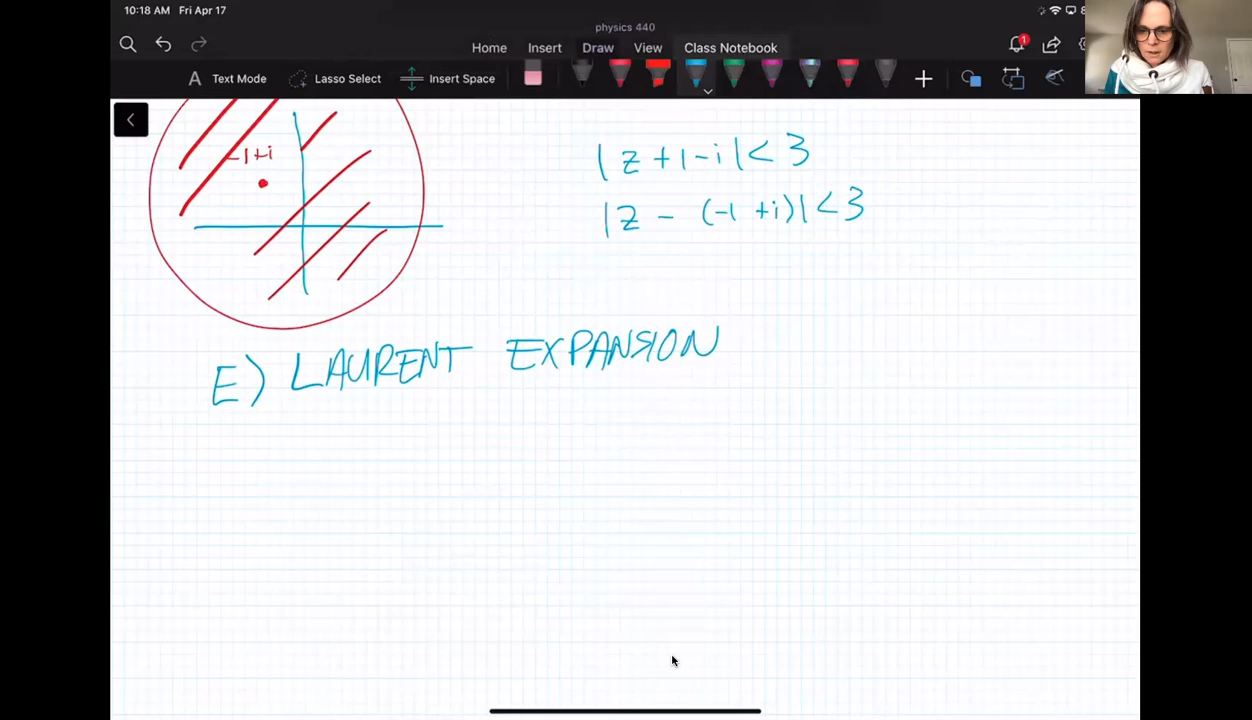 10:18 AM Fri Apr 17
physics 440
Home Insert Draw View Class Notebook
1
A Text Mode Lasso Select Insert Space
-1+i
|z+1-i|<3
|z - (-1 +i)|<3
E) LAURENT EXPANSION